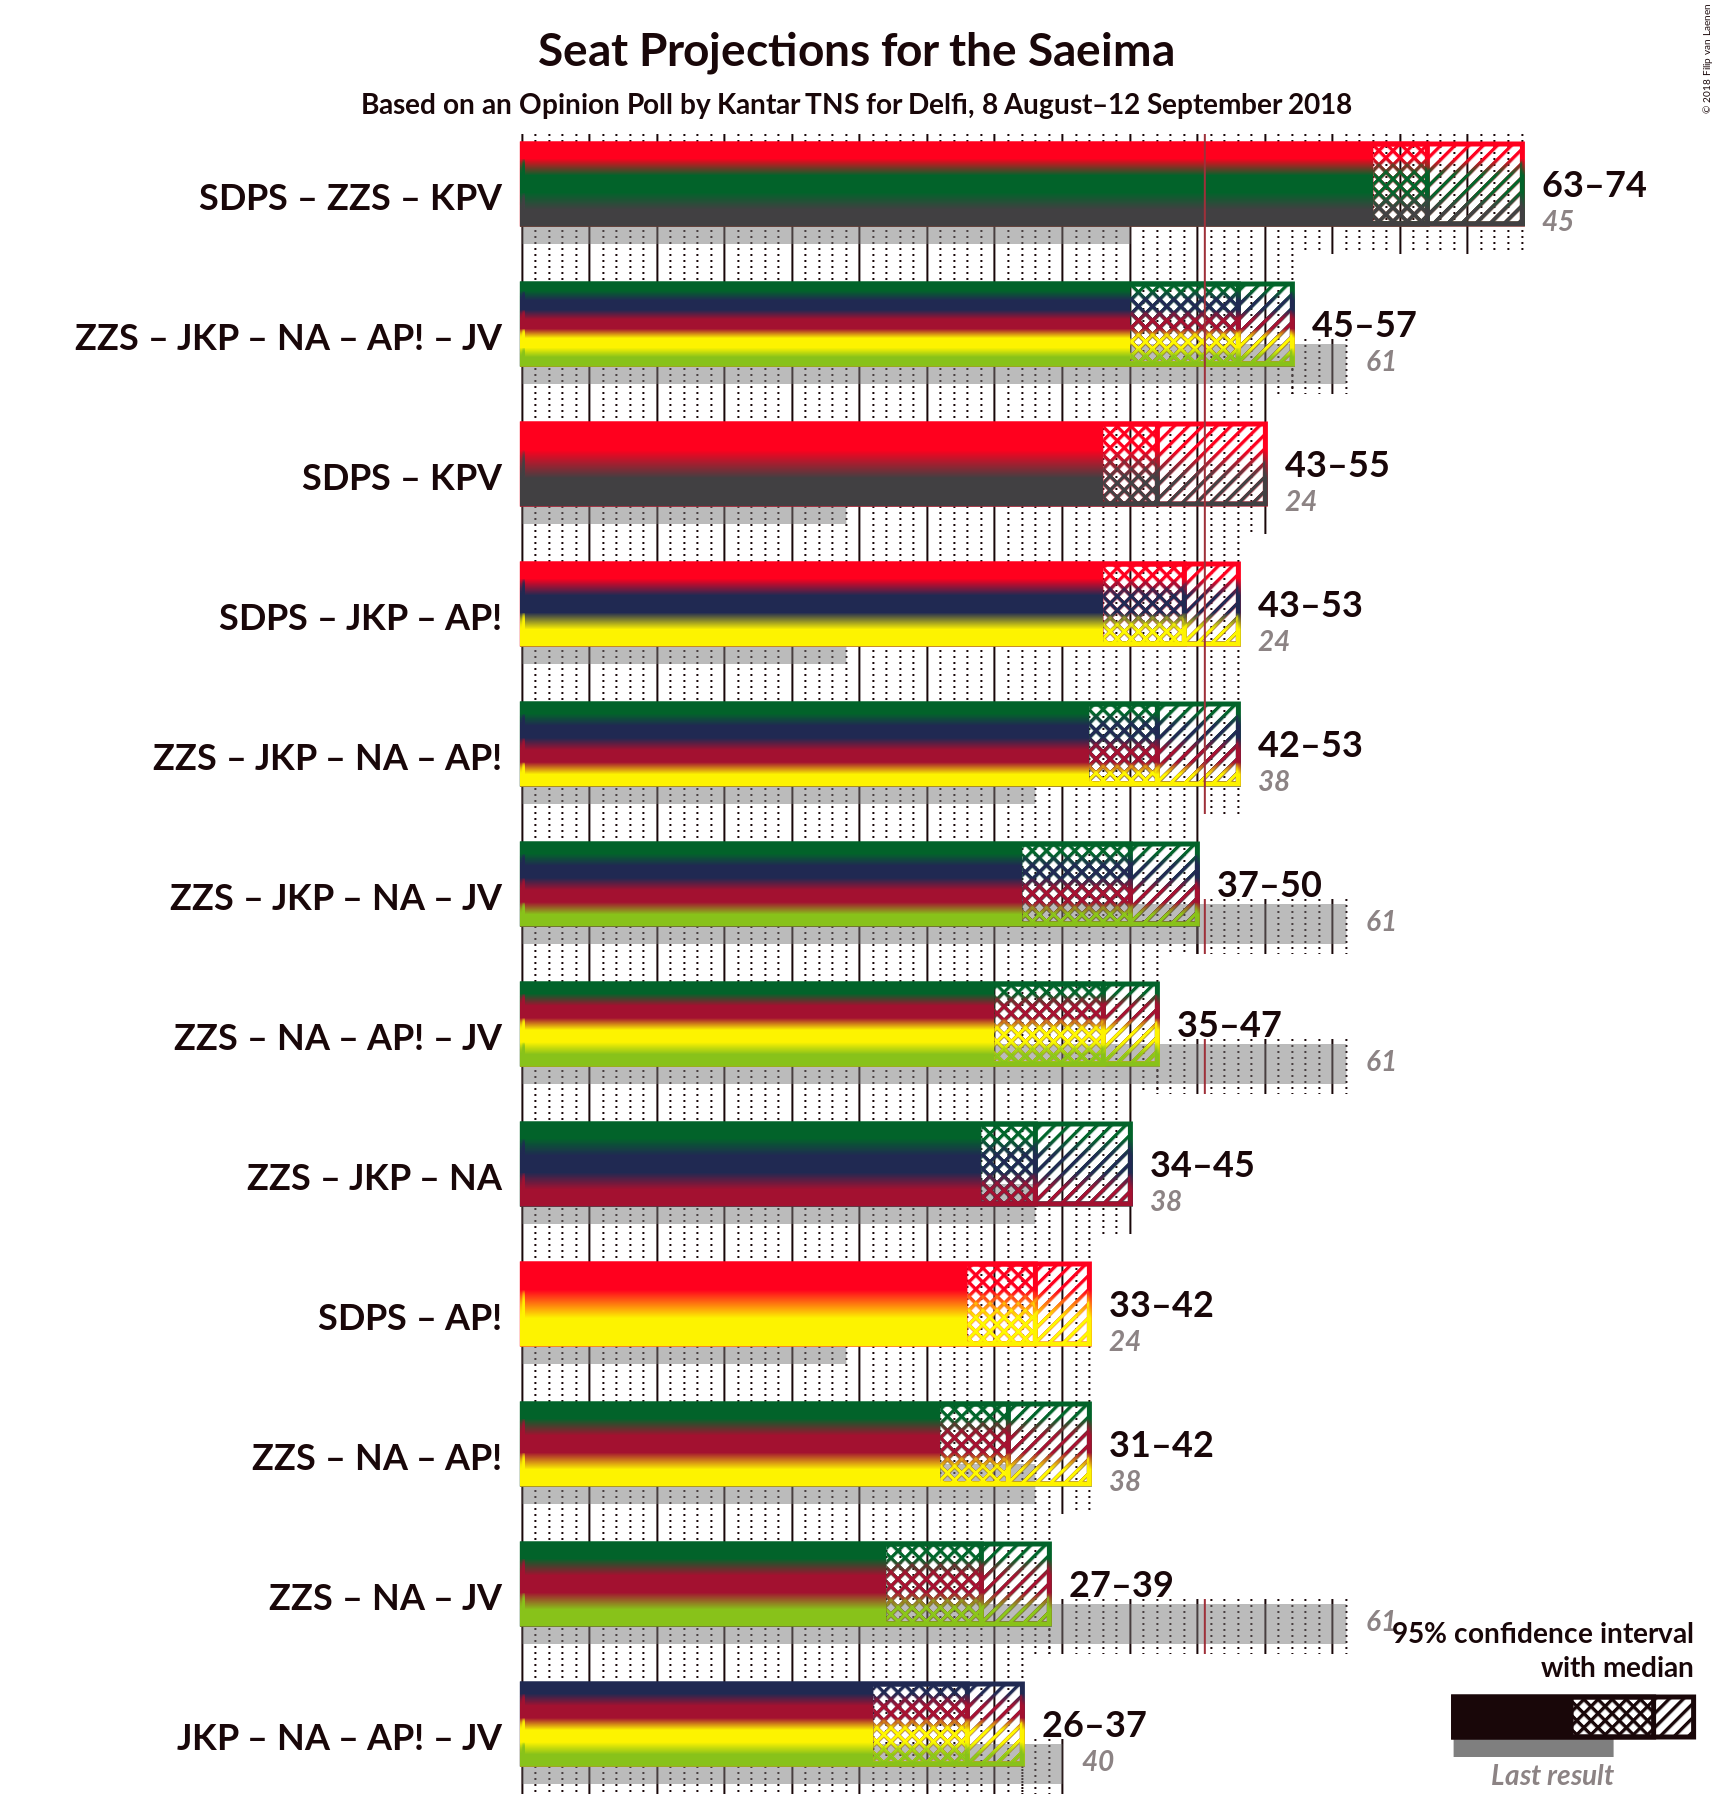 Seat Projections for the Saeima
Based on an Opinion Poll by Kantar TNS for Delfi, 8 August–12 September 2018
© 2018 Filip van Laenen
SDPS – ZZS – KPV
63–74
45
ZZS – JKP – NA – AP! – JV
45–57
61
SDPS – KPV
43–55
24
SDPS – JKP – AP!
43–53
24
ZZS – JKP – NA – AP!
42–53
38
ZZS – JKP – NA – JV
37–50
61
ZZS – NA – AP! – JV
35–47
61
ZZS – JKP – NA
34–45
38
SDPS – AP!
33–42
24
ZZS – NA – AP!
31–42
38
ZZS – NA – JV
27–39
61
JKP – NA – AP! – JV
26–37
40
95% confidence interval
with median
Last result